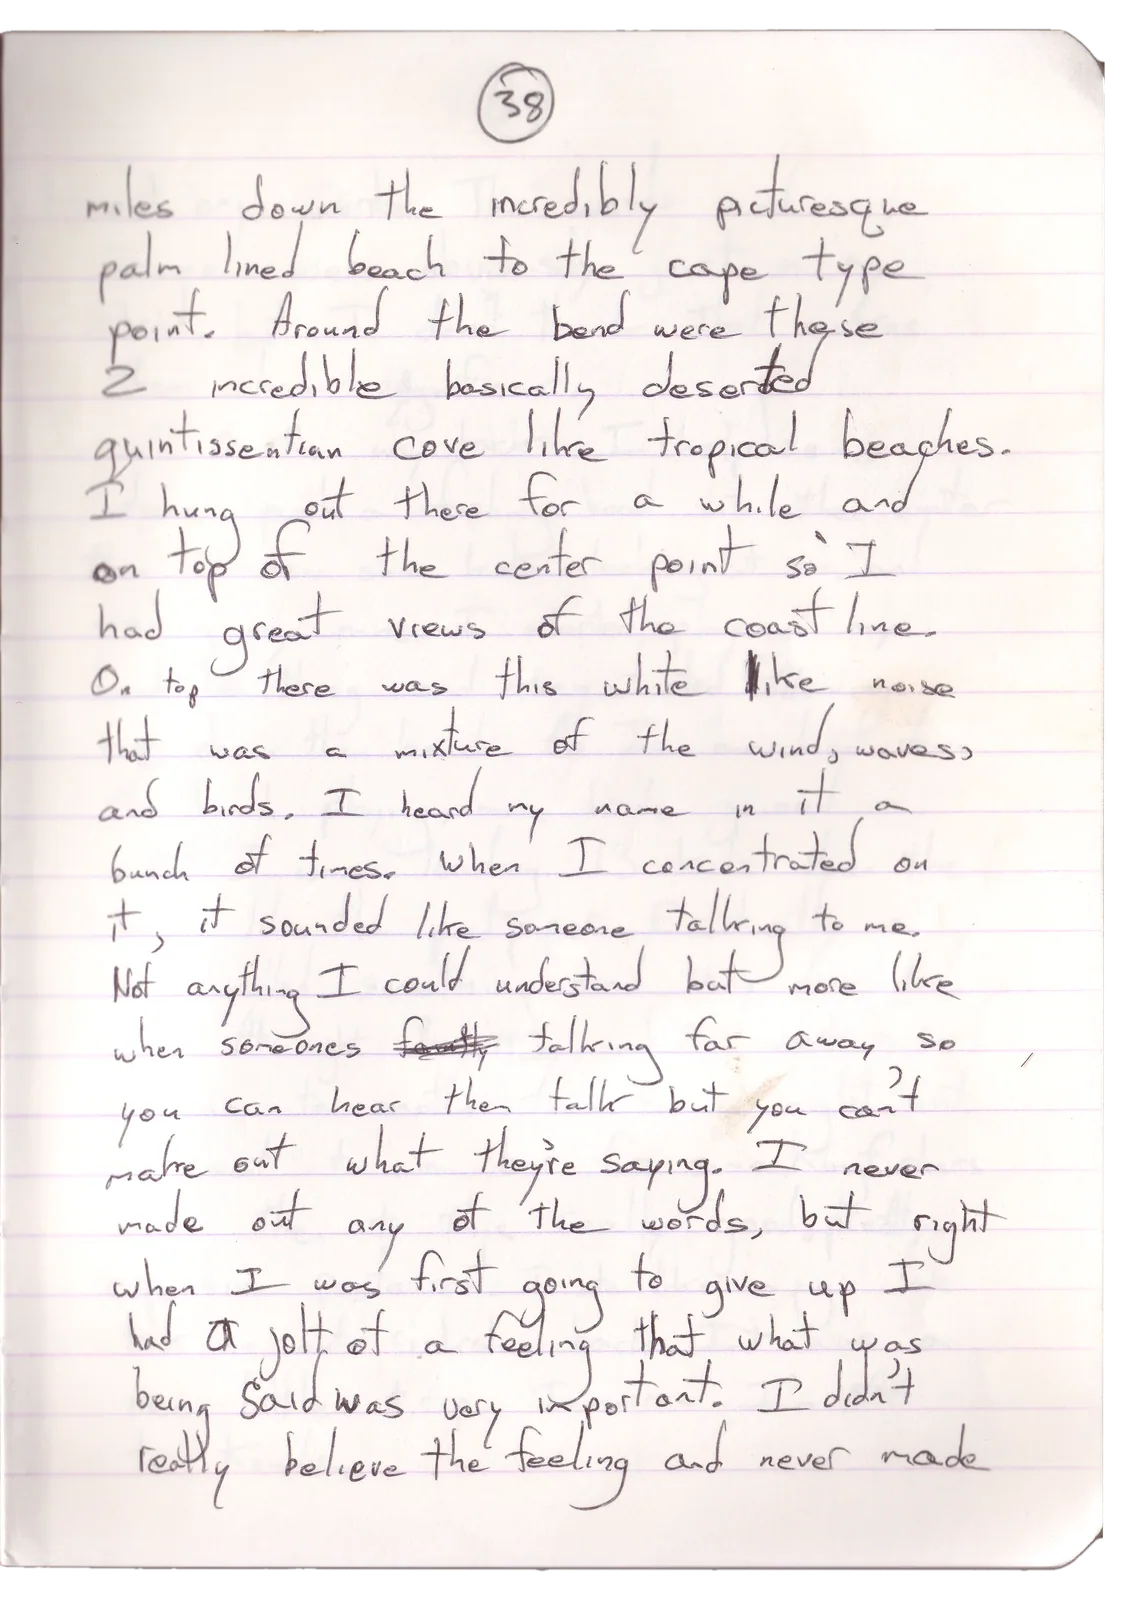 38
miles down the incredibly picturesque
palm lined beach to the cape type
point. Around the bend were these
2 incredible basically deserted
quintissentian cove like tropical beaches.
I hung out there for a while and
on top of the center point so I
had great views of the coast line.
On top there was this white like noise
that was a mixture of the wind, waves,
and birds. I heard my name in it a
bunch of times. When I concentrated on
it, it sounded like someone talking to me.
Not anything I could understand but more like
when someones talking far away so
you can hear them talk but you can't
make out what they're saying. I never
made out any of the words, but right
when I was first going to give up I
had a jolt of a feeling that what was
being said was very important. I didn't
really believe the feeling and never made